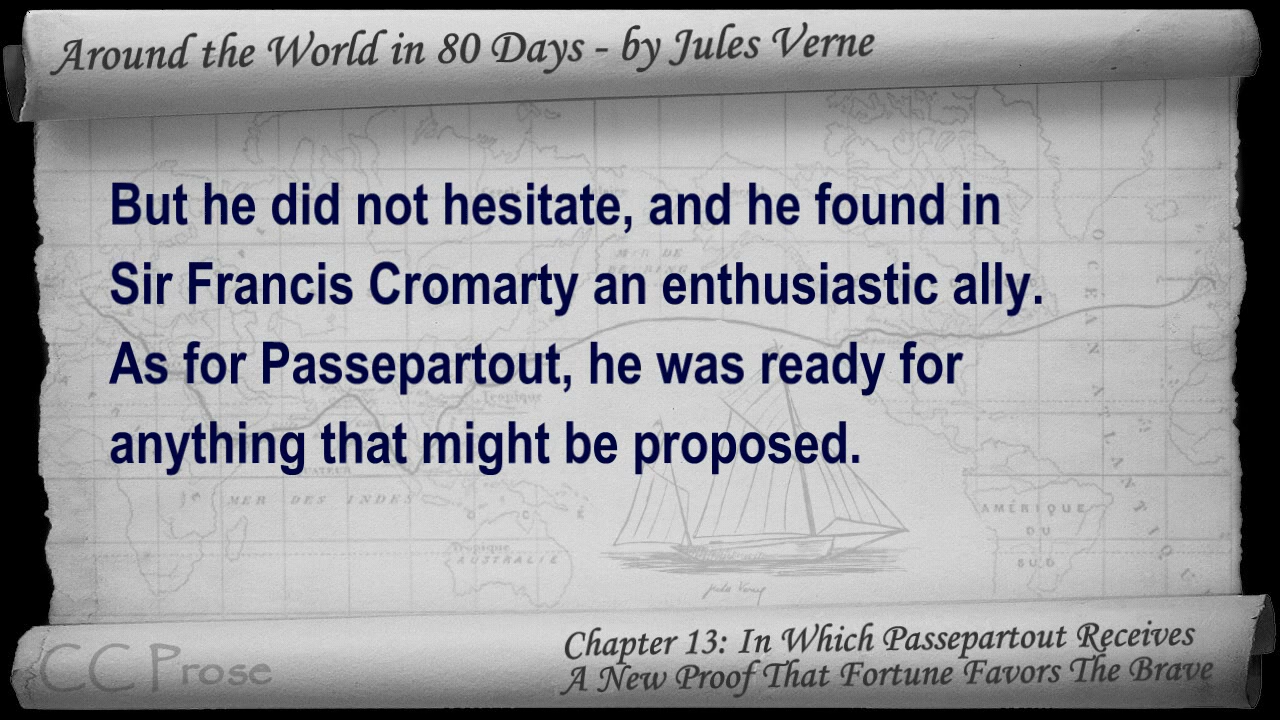 Around the World in 80 Days - by Jules Verne
But he did not hesitate, and he found in
Sir Francis Cromarty an enthusiastic ally.
As for Passepartout, he was ready for
anything that might be proposed.
MER DES INDES
Tropique
AUSTRALIE
AMÉRIQUE
DU
SUD
Chapter 13: In Which Passepartout Receives
A New Proof That Fortune Favors The Brave
CC Prose